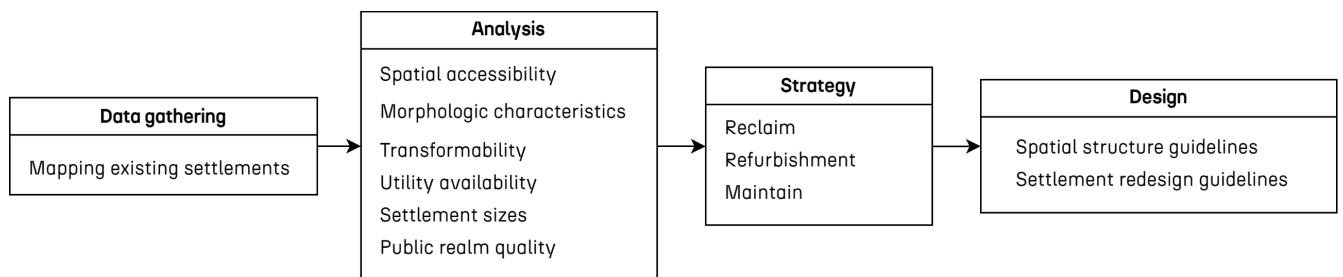 Data gathering
Mapping existing settlements
Analysis
Spatial accessibility
Morphologic characteristics
Transformability
Utility availability
Settlement sizes
Public realm quality
Strategy
Reclaim
Refurbishment
Maintain
Design
Spatial structure guidelines
Settlement redesign guidelines